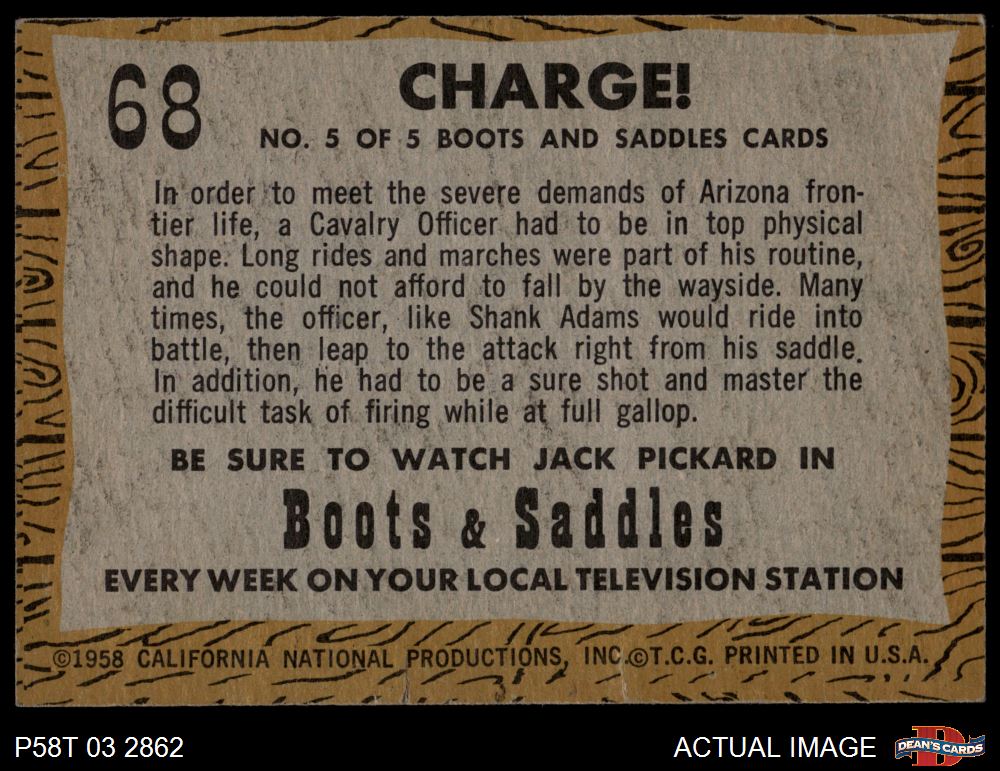 68
CHARGE!
NO. 5 OF 5 BOOTS AND SADDLES CARDS
In order to meet the severe demands of Arizona fron-
tier life, a Cavalry Officer had to be in top physical
shape. Long rides and marches were part of his routine,
and he could not afford to fall by the wayside. Many
times, the officer, like Shank Adams would ride into
battle, then leap to the attack right from his saddle.
In addition, he had to be a sure shot and master the
difficult task of firing while at full gallop.
BE SURE TO WATCH JACK PICKARD IN
Boots & Saddles
EVERY WEEK ON YOUR LOCAL TELEVISION STATION
©1958 CALIFORNIA NATIONAL PRODUCTIONS, INC.©T.C.G. PRINTED IN U.S.A.
P58T 03 2862
ACTUAL IMAGE
D
DEAN'S CARDS